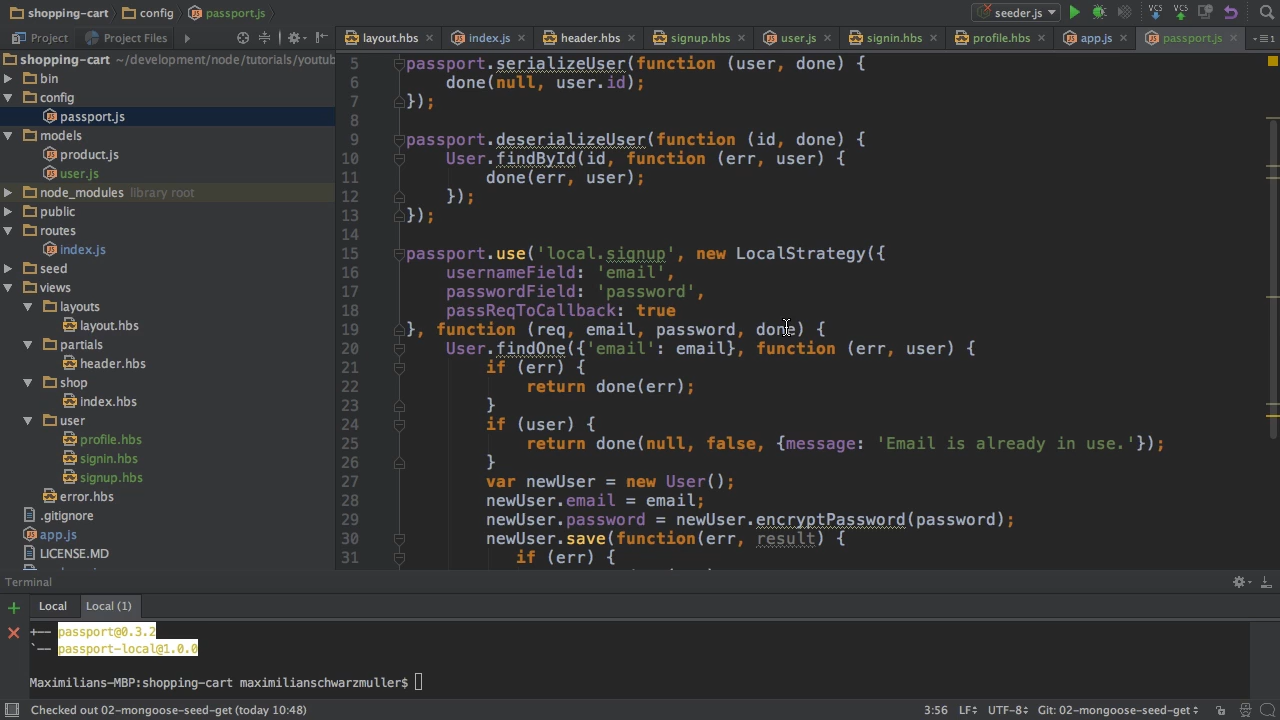 shopping-cart config passport.js seeder.js VCS VCS
Project Project Files layout.hbs index.js header.hbs signup.hbs user.js signin.hbs profile.hbs app.js passport.js
shopping-cart ~/development/node/tutorials/youtub
bin
config
passport.js
models
product.js
user.js
node_modules library root
public
routes
index.js
seed
views
layouts
layout.hbs
partials
header.hbs
shop
index.hbs
user
profile.hbs
signin.hbs
signup.hbs
error.hbs
.gitignore
app.js
LICENSE.MD
5 passport.serializeUser(function (user, done) {
6 done(null, user.id);
7 });
8
9 passport.deserializeUser(function (id, done) {
10 User.findById(id, function (err, user) {
11 done(err, user);
12 });
13 });
14
15 passport.use('local.signup', new LocalStrategy({
16 usernameField: 'email',
17 passwordField: 'password',
18 passReqToCallback: true
19 }, function (req, email, password, done) {
20 User.findOne({'email': email}, function (err, user) {
21 if (err) {
22 return done(err);
23 }
24 if (user) {
25 return done(null, false, {message: 'Email is already in use.'});
26 }
27 var newUser = new User();
28 newUser.email = email;
29 newUser.password = newUser.encryptPassword(password);
30 newUser.save(function(err, result) {
31 if (err) {
Terminal
Local Local (1)
+── passport@0.3.2
`── passport-local@1.0.0
Maximilians-MBP:shopping-cart maximilianschwarzmuller$
Checked out 02-mongoose-seed-get (today 10:48) 3:56 LF UTF-8 Git: 02-mongoose-seed-get